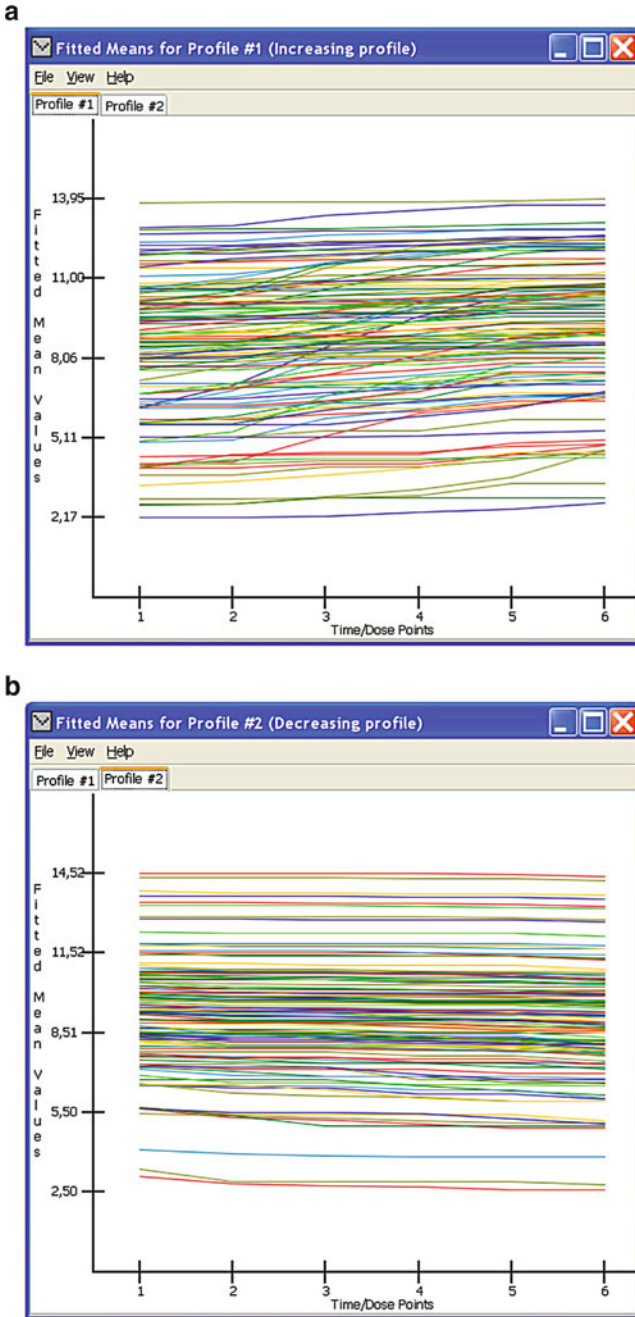 a
Fitted Means for Profile #1 (Increasing profile)
File View Help
Profile #1 Profile #2
Fitted Mean Values
13,95
11,00
8,06
5,11
2,17
1 2 3 4 5 6
Time/Dose Points
b
Fitted Means for Profile #2 (Decreasing profile)
File View Help
Profile #1 Profile #2
Fitted Mean Values
14,52
11,52
8,51
5,50
2,50
1 2 3 4 5 6
Time/Dose Points